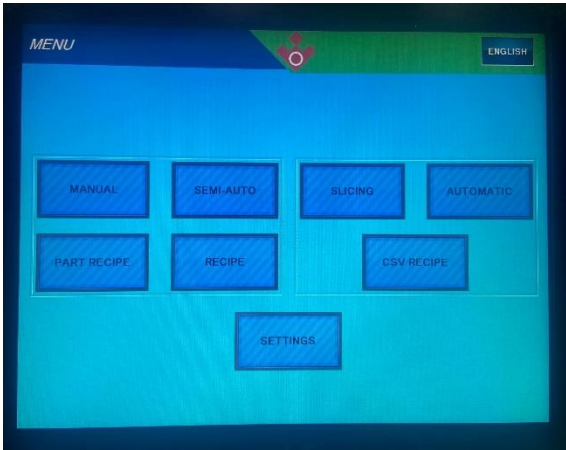 MENU
ENGLISH
MANUAL
SEMI-AUTO
SLICING
AUTOMATIC
PART RECIPE
RECIPE
CSV RECIPE
SETTINGS